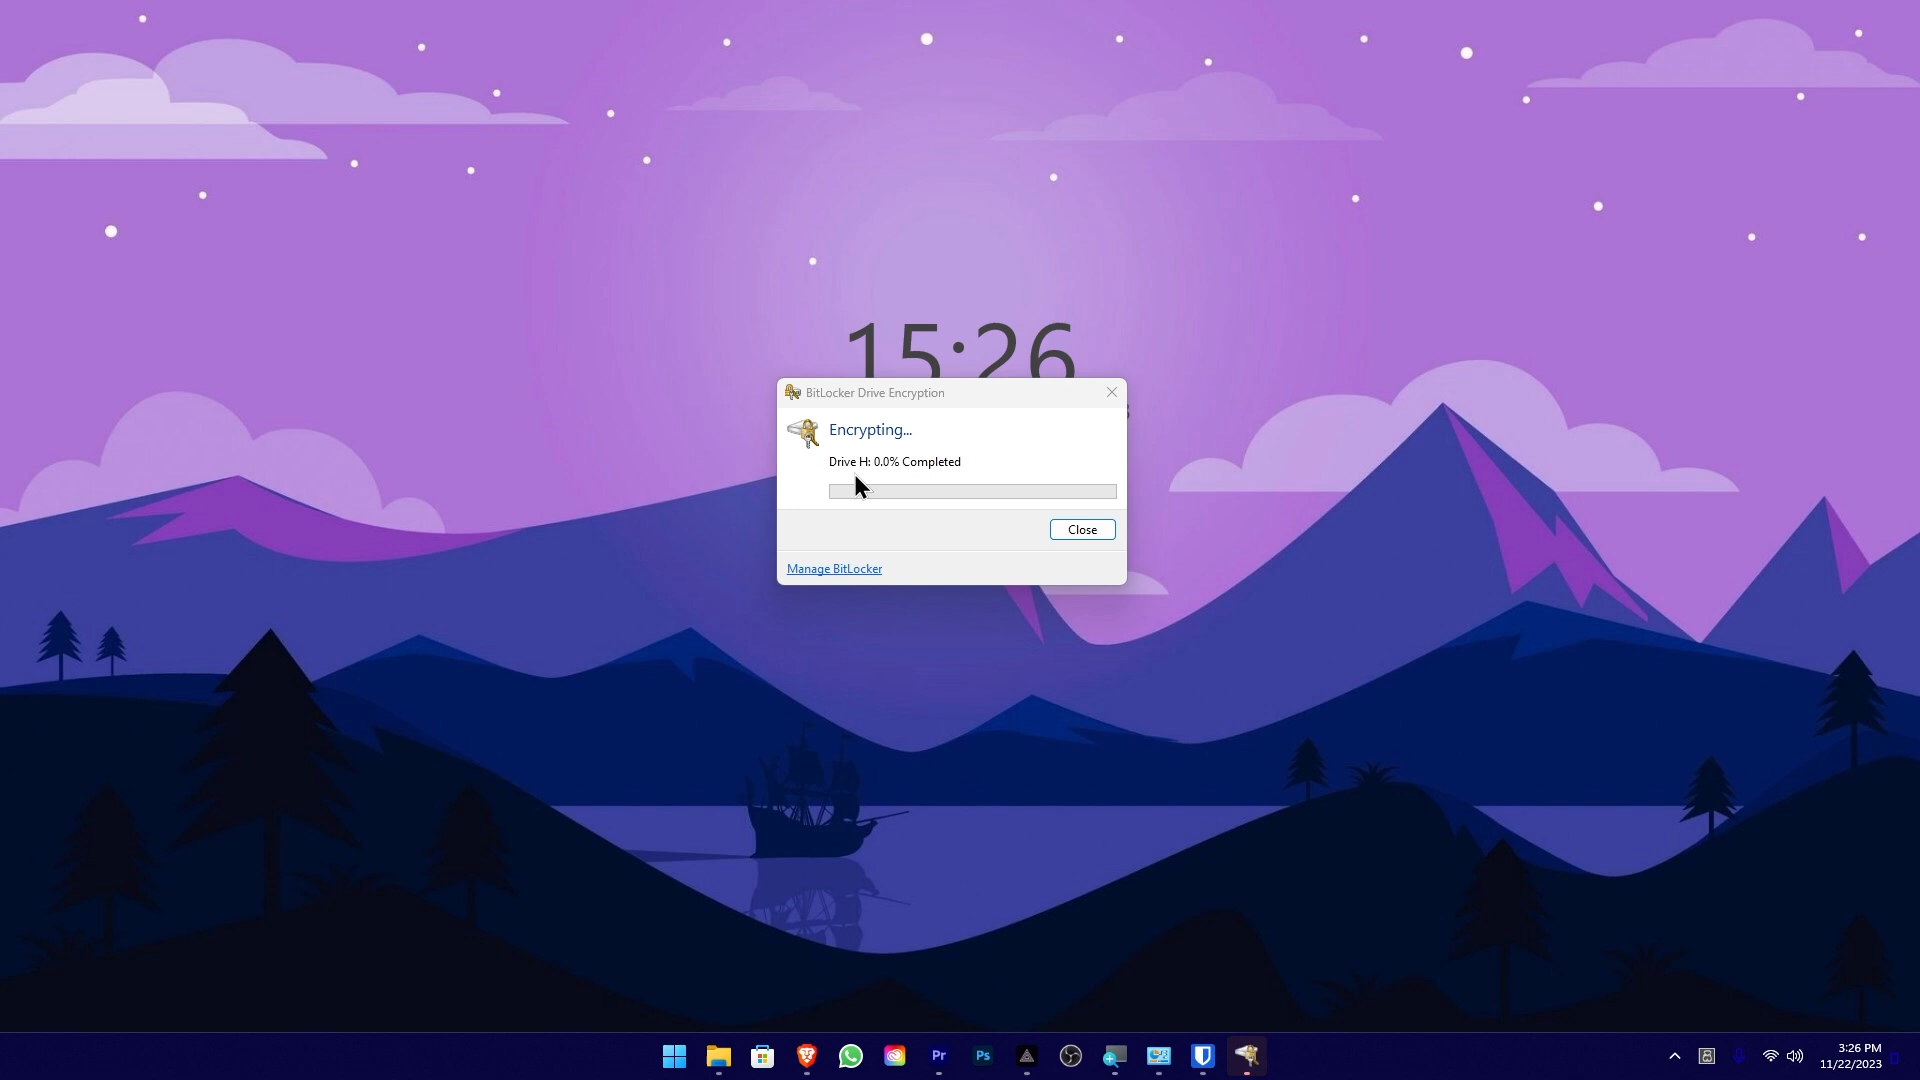 15:26
BitLocker Drive Encryption
Encrypting...
Drive H: 0.0% Completed
Close
Manage BitLocker
Pr
Ps
3:26 PM
11/22/2023